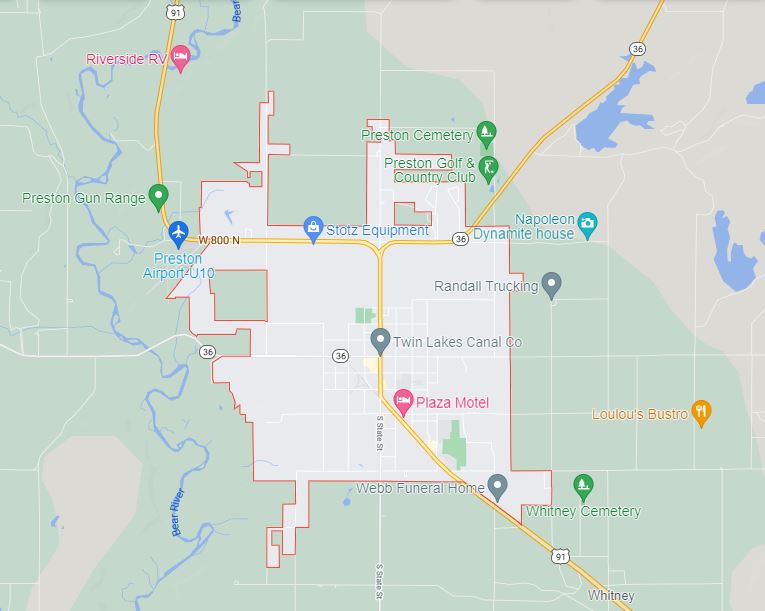 91
Bear
Riverside RV
36
Preston Cemetery
Preston Golf &
Country Club
Preston Gun Range
Napoleon
Dynamite house
W 800 N
Stotz Equipment
36
Preston
Airport-U10
Randall Trucking
Twin Lakes Canal Co
36
36
Plaza Motel
Loulou's Bustro
S State St
Webb Funeral Home
Bear River
Whitney Cemetery
91
S State St
Whitney